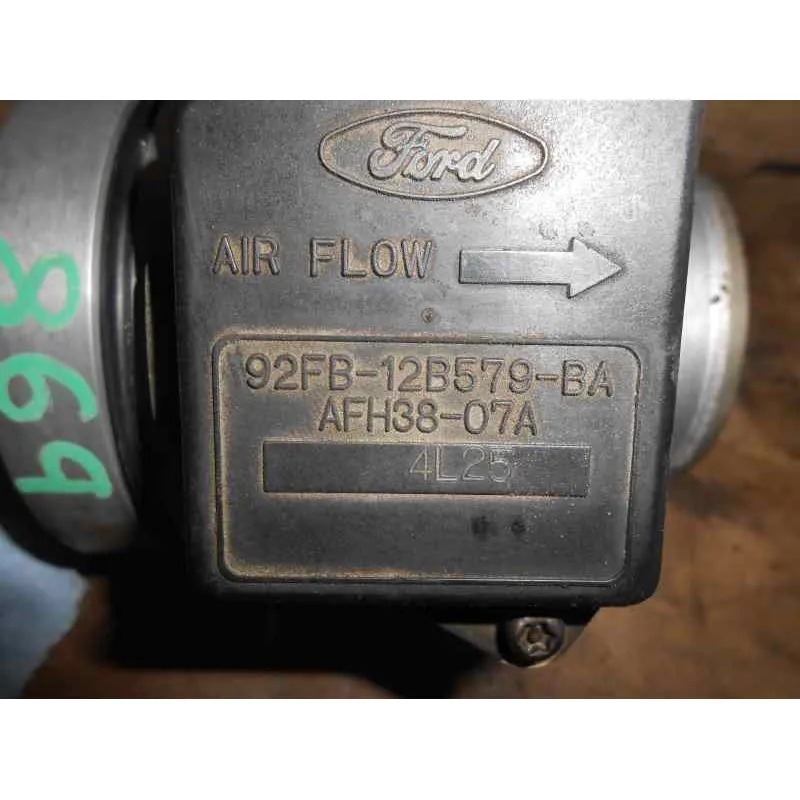 Ford
AIR FLOW
92FB-12B579-BA
AFH38-07A
4L25
869